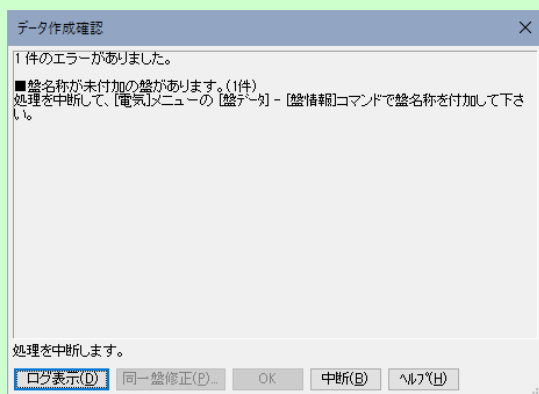 データ作成確認
1 件のエラーがありました。
■盤名称が未付加の盤があります。(1件)
処理を中断して、[電気]メニューの [盤ﾃﾞｰﾀ] - [盤情報]コマンドで盤名称を付加して下さ
い。
処理を中断します。
ログ表示(D) 同一盤修正(P)... OK 中断(B) ﾍﾙﾌﾟ(H)